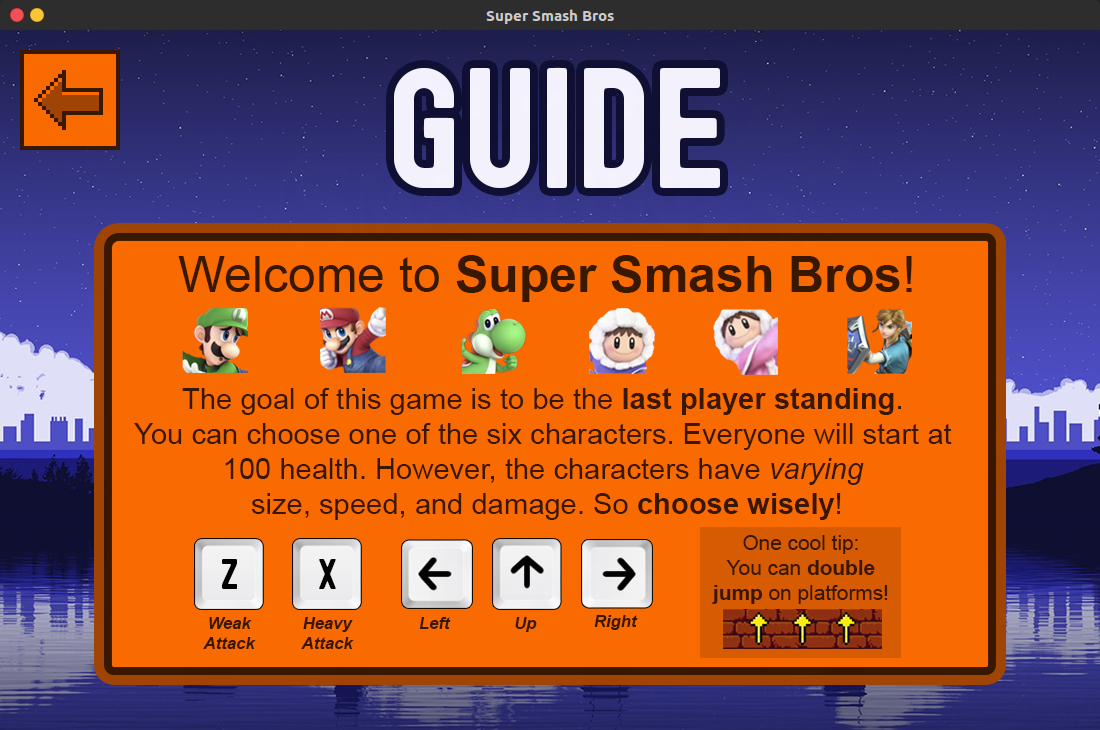 Super Smash Bros
GUIDE
Welcome to Super Smash Bros!
The goal of this game is to be the last player standing.
You can choose one of the six characters. Everyone will start at
100 health. However, the characters have varying
size, speed, and damage. So choose wisely!
Z
X
Weak
Attack
Heavy
Attack
Left
Up
Right
One cool tip:
You can double
jump on platforms!